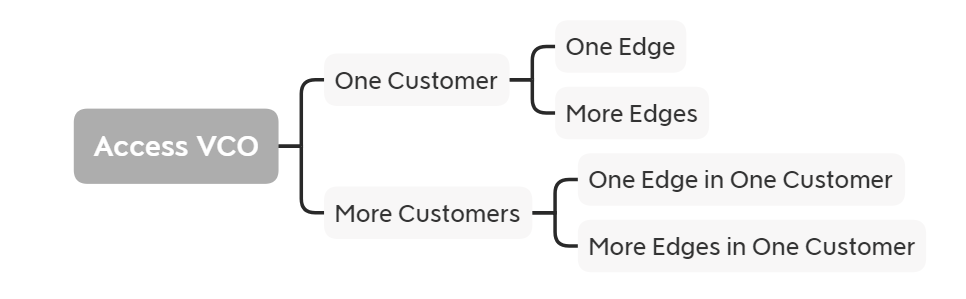 Access VCO
One Customer
One Edge
More Edges
More Customers
One Edge in One Customer
More Edges in One Customer